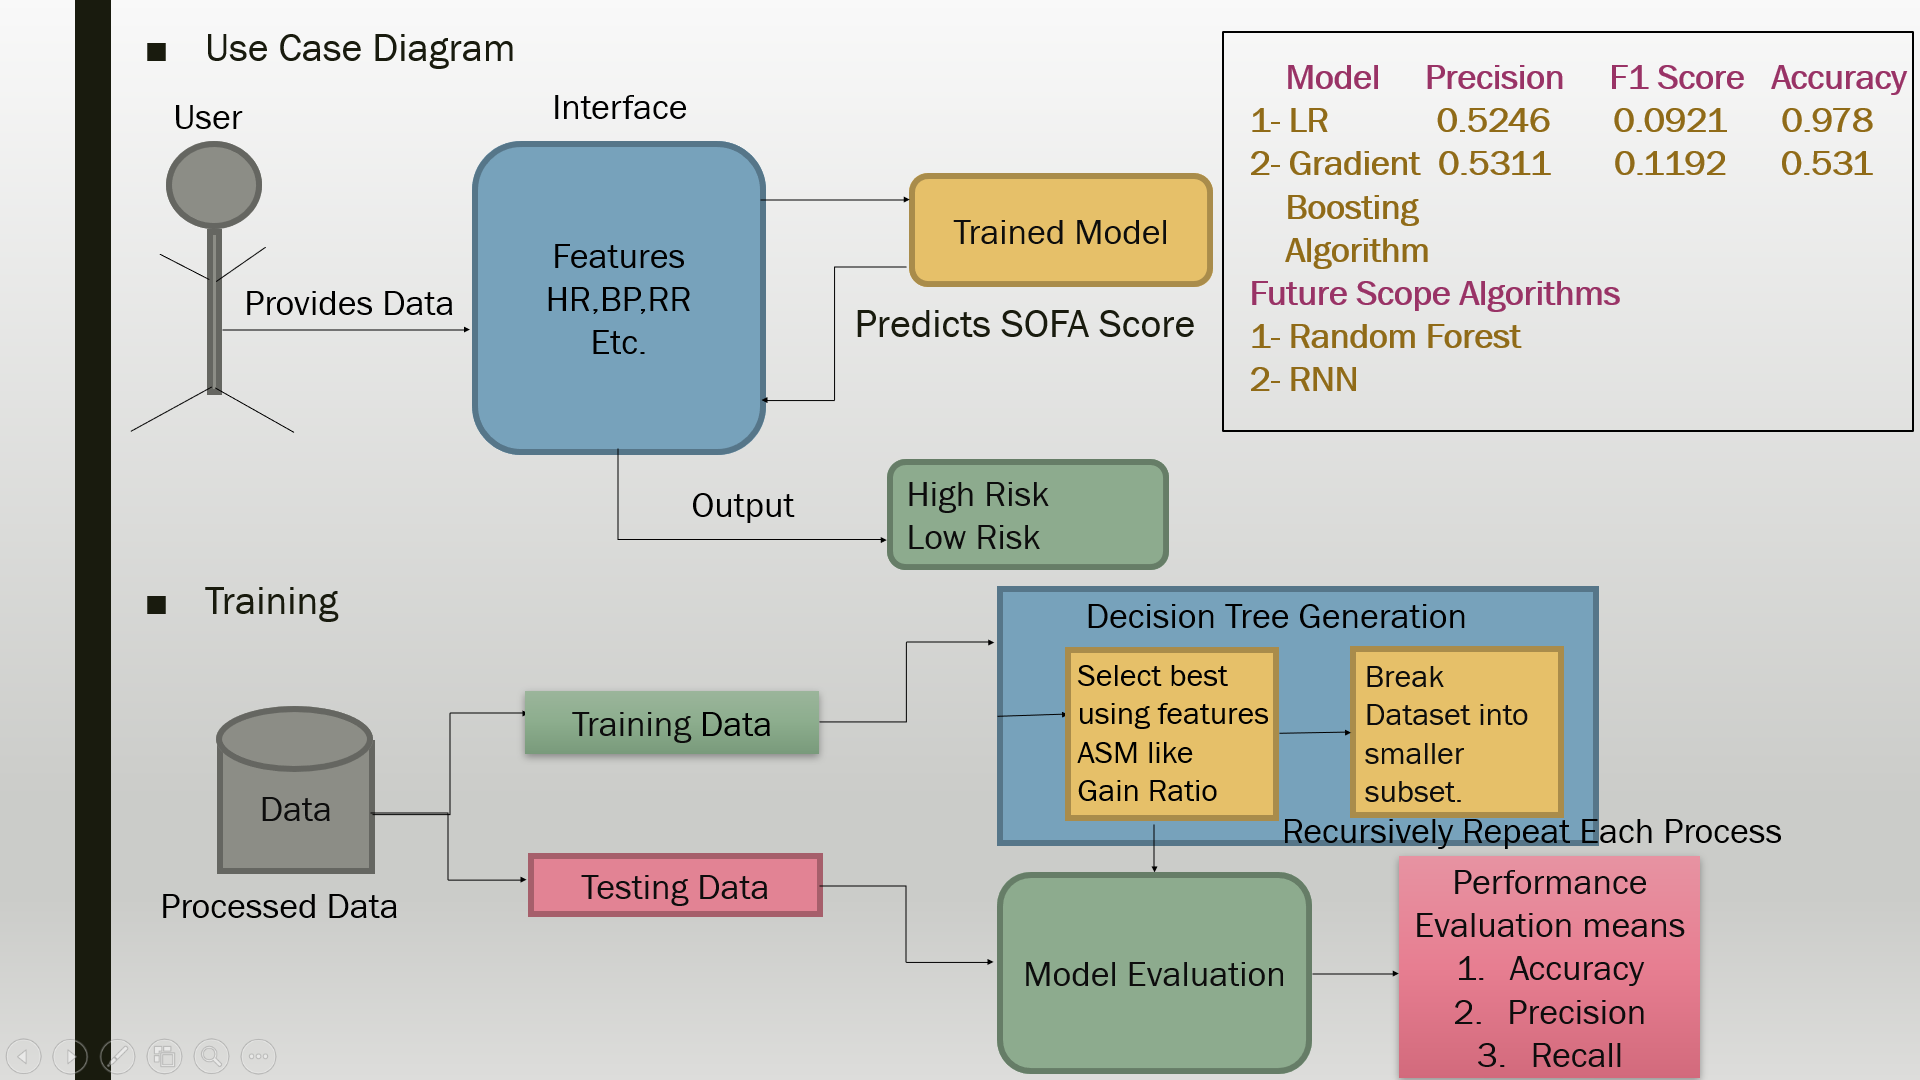 Use Case Diagram
User
Interface
Provides Data
Features
HR,BP,RR
Etc.
Trained Model
Predicts SOFA Score
Output
High Risk
Low Risk
Model Precision F1 Score Accuracy
1- LR 0.5246 0.0921 0.978
2- Gradient 0.5311 0.1192 0.531
Boosting
Algorithm
Future Scope Algorithms
1- Random Forest
2- RNN
Training
Data
Processed Data
Training Data
Testing Data
Decision Tree Generation
Select best
using features
ASM like
Gain Ratio
Break
Dataset into
smaller
subset.
Recursively Repeat Each Process
Model Evaluation
Performance
Evaluation means
1. Accuracy
2. Precision
3. Recall